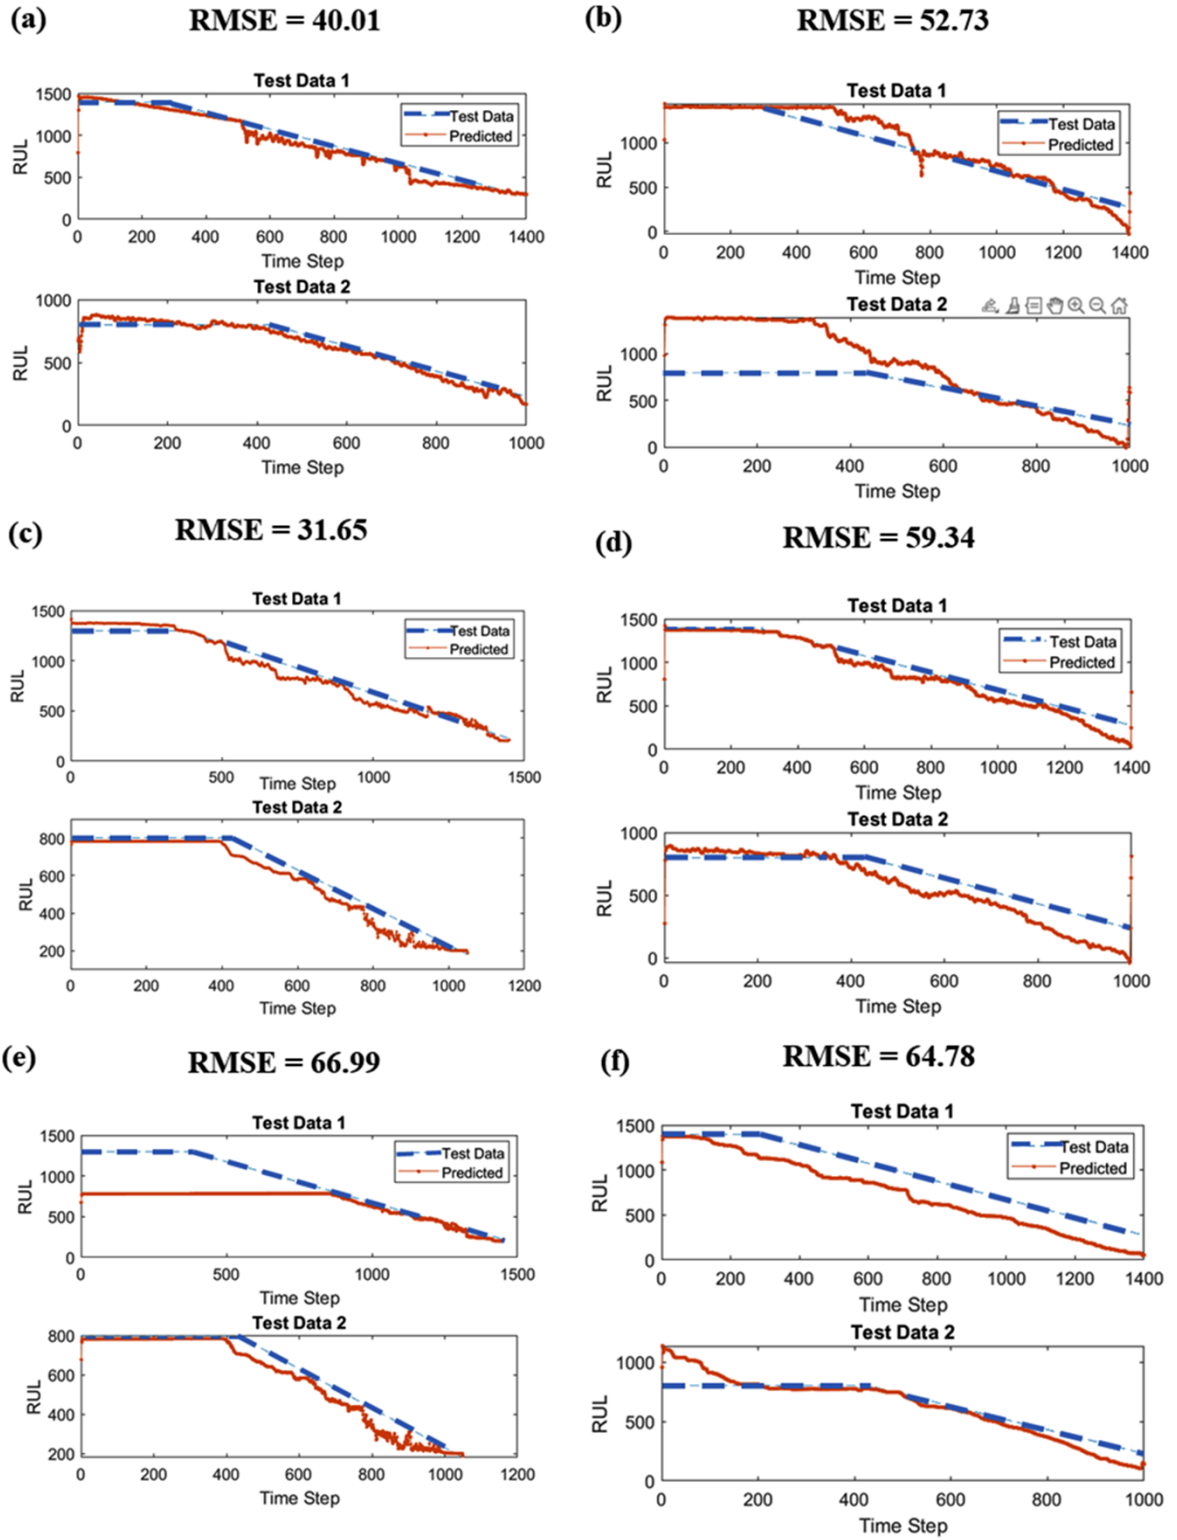 (a) RMSE = 40.01
Test Data 1
1500
1000
500
0
RUL
Test Data
Predicted
0 200 400 600 800 1000 1200 1400
Time Step
Test Data 2
1000
500
0
RUL
0 200 400 600 800 1000
Time Step
(b) RMSE = 52.73
Test Data 1
1000
500
0
RUL
Test Data
Predicted
0 200 400 600 800 1000 1200 1400
Time Step
Test Data 2
1000
500
0
RUL
0 200 400 600 800 1000
Time Step
(c) RMSE = 31.65
Test Data 1
1500
1000
500
0
RUL
Test Data
Predicted
0 500 1000 1500
Time Step
Test Data 2
800
600
400
200
RUL
0 200 400 600 800 1000 1200
Time Step
(d) RMSE = 59.34
Test Data 1
1500
1000
500
0
RUL
Test Data
Predicted
0 200 400 600 800 1000 1200 1400
Time Step
Test Data 2
1000
500
0
RUL
0 200 400 600 800 1000
Time Step
(e) RMSE = 66.99
Test Data 1
1500
1000
500
0
RUL
Test Data
Predicted
0 500 1000 1500
Time Step
Test Data 2
800
600
400
200
RUL
0 200 400 600 800 1000 1200
Time Step
(f) RMSE = 64.78
Test Data 1
1500
1000
500
0
RUL
Test Data
Predicted
0 200 400 600 800 1000 1200 1400
Time Step
Test Data 2
1000
500
0
RUL
0 200 400 600 800 1000
Time Step